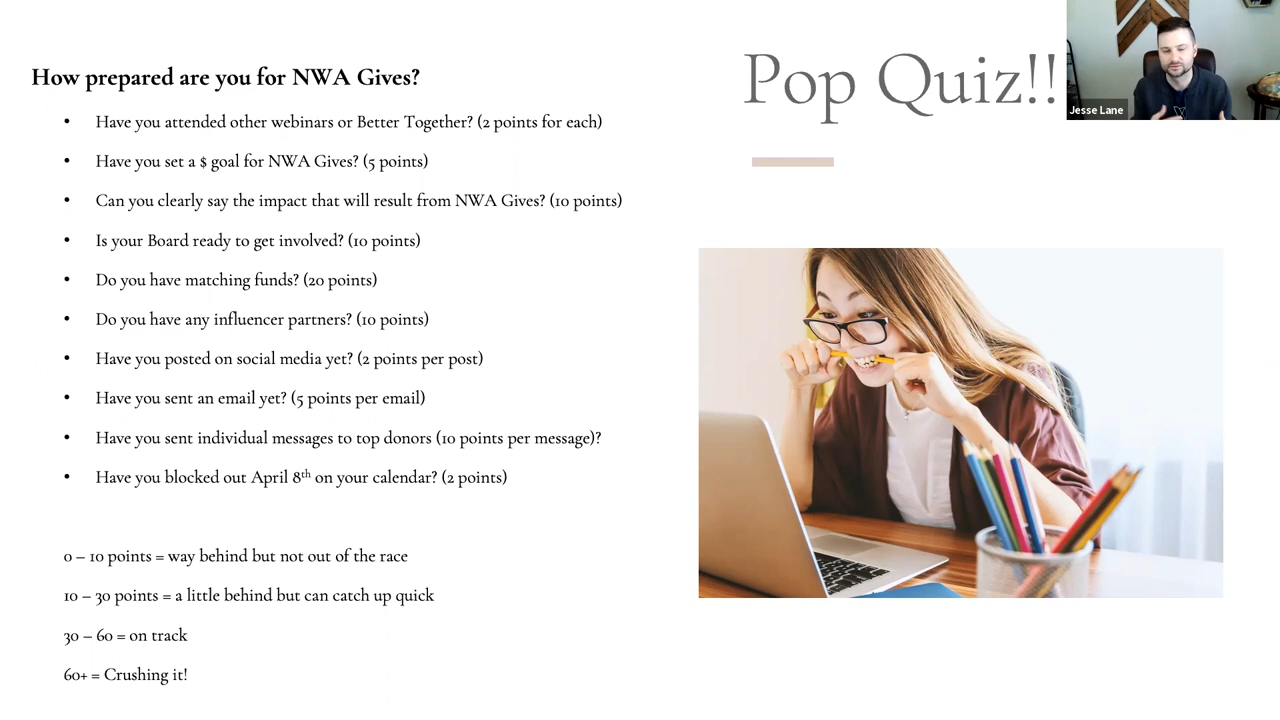 How prepared are you for NWA Gives?
• Have you attended other webinars or Better Together? (2 points for each)
• Have you set a $ goal for NWA Gives? (5 points)
• Can you clearly say the impact that will result from NWA Gives? (10 points)
• Is your Board ready to get involved? (10 points)
• Do you have matching funds? (20 points)
• Do you have any influencer partners? (10 points)
• Have you posted on social media yet? (2 points per post)
• Have you sent an email yet? (5 points per email)
• Have you sent individual messages to top donors (10 points per message)?
• Have you blocked out April 8th on your calendar? (2 points)
0 – 10 points = way behind but not out of the race
10 – 30 points = a little behind but can catch up quick
30 – 60 = on track
60+ = Crushing it!
Pop Quiz!!
Jesse Lane